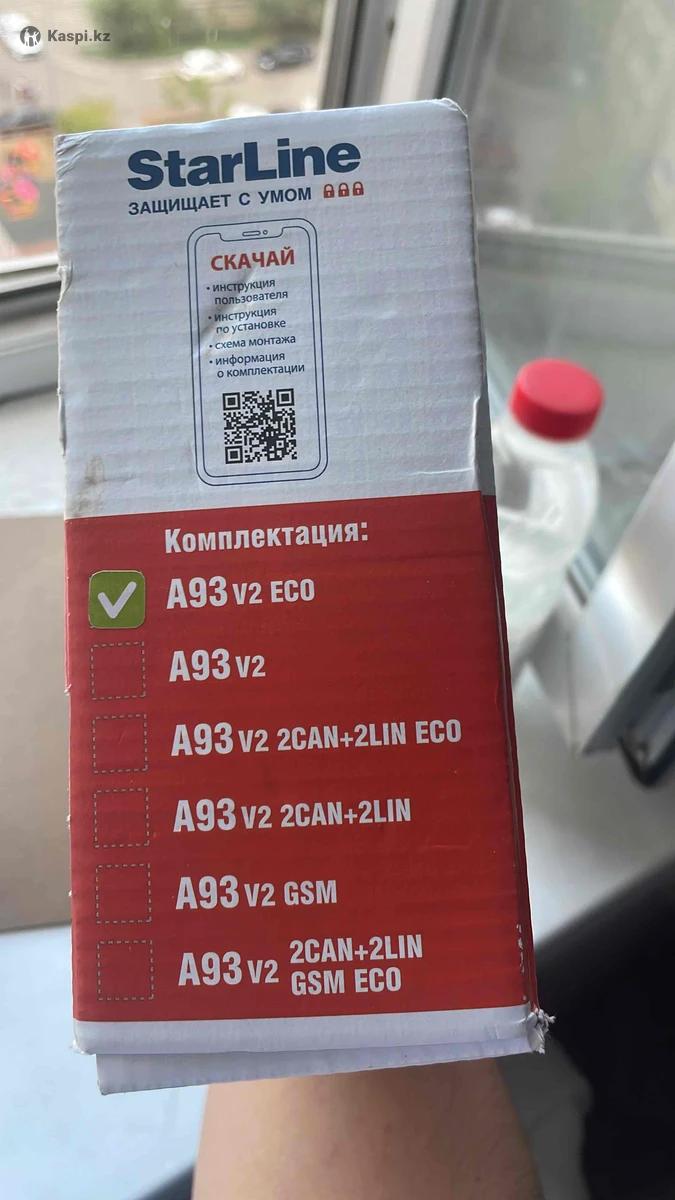 Kaspi.kz
StarLine
ЗАЩИЩАЕТ С УМОМ
СКАЧАЙ
• инструкция
пользователя
• инструкция
по установке
• схема монтажа
• информация
о комплектации
Комплектация:
A93 V2 ECO
A93 V2
A93 V2 2CAN+2LIN ECO
A93 V2 2CAN+2LIN
A93 V2 GSM
A93 V2 2CAN+2LIN
GSM ECO